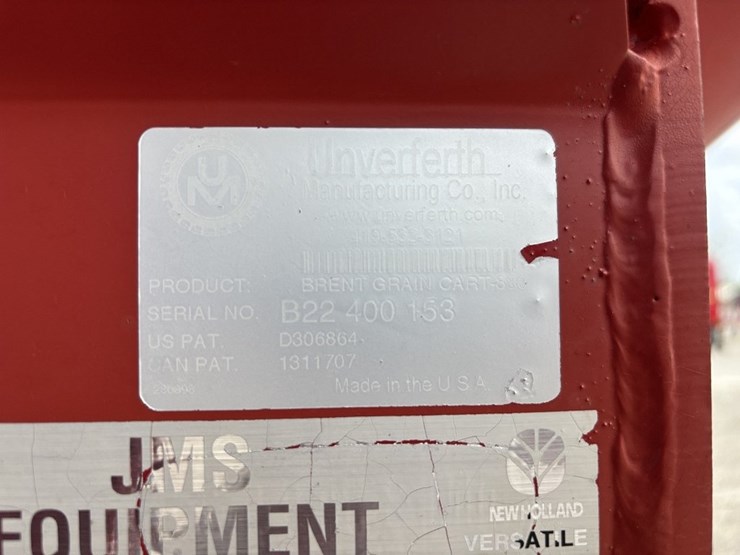 UM
Unverferth
Manufacturing Co., Inc.
www.unverferth.com
PRODUCT: BRENT GRAIN CART-
SERIAL NO. B22 400 153
US PAT. D306864
CAN PAT. 1311707
Made in the U.S.A.
JMS
EQUIPMENT
NEW HOLLAND
VERSATILE